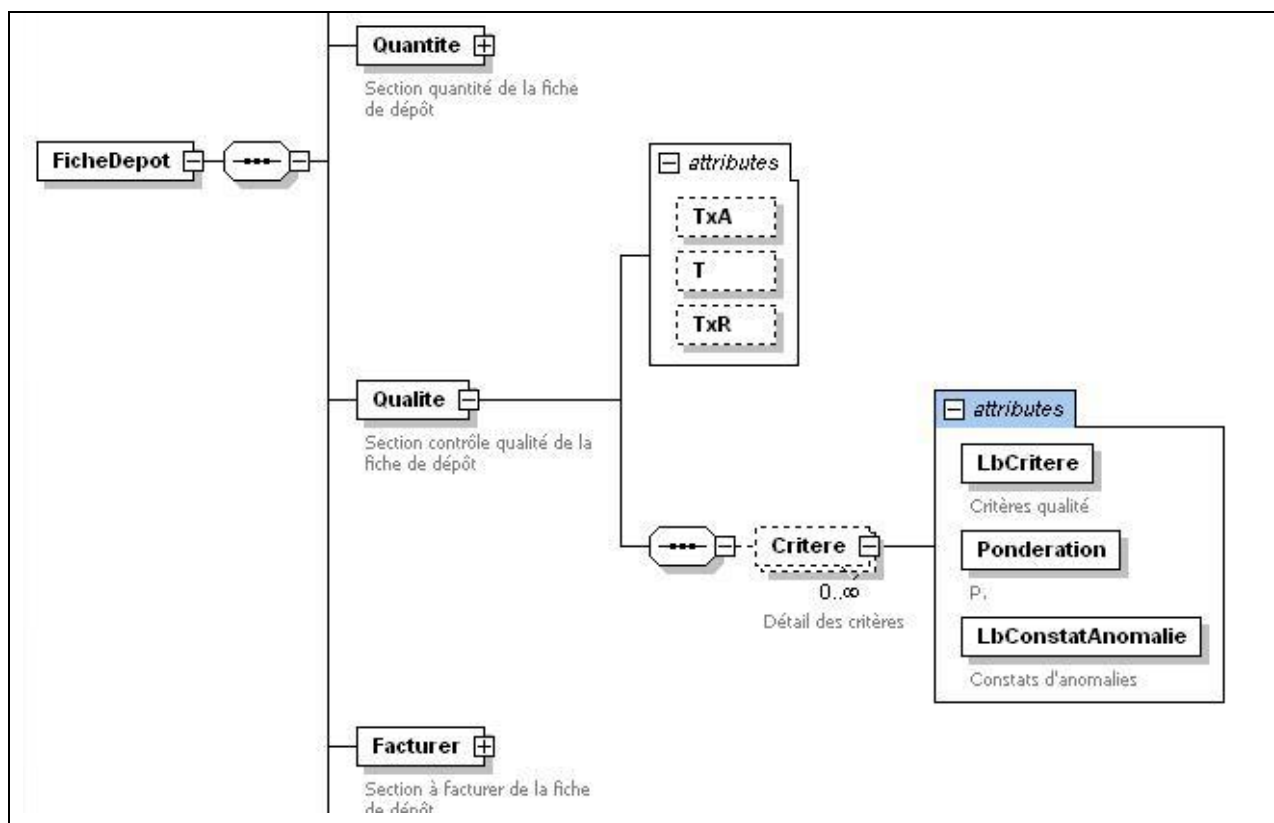 Quantite
Section quantité de la fiche
de dépôt
FicheDepot
attributes
TxA
T
TxR
Qualite
Section contrôle qualité de la
fiche de dépôt
attributes
LbCritere
Critères qualité
Critere
Ponderation
0..∞
P.
Détail des critères
LbConstatAnomalie
Constats d'anomalies
Facturer
Section à facturer de la fiche
de dépôt